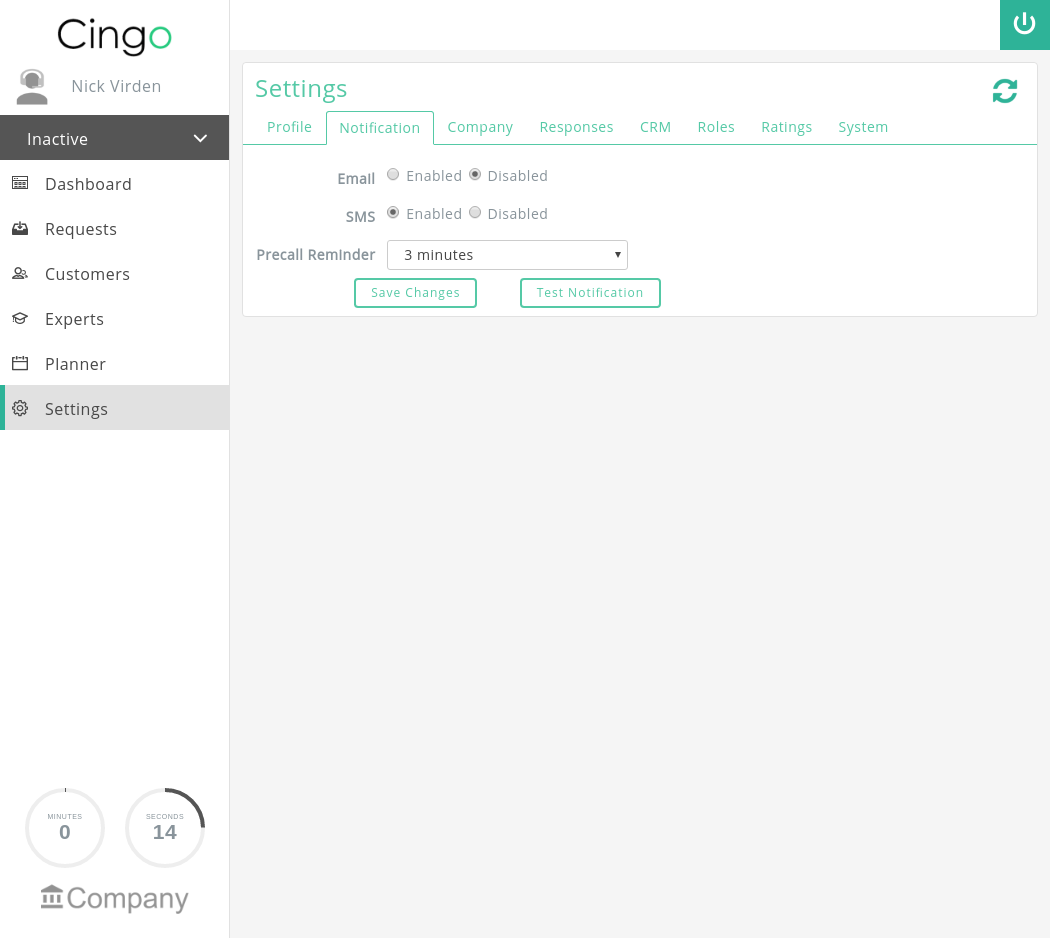 Cingo
Nick Virden
Inactive
Dashboard
Requests
Customers
Experts
Planner
Settings
MINUTES
0
SECONDS
14
Company
Settings
Profile Notification Company Responses CRM Roles Ratings System
Email Enabled Disabled
SMS Enabled Disabled
Precall Reminder 3 minutes
Save Changes Test Notification